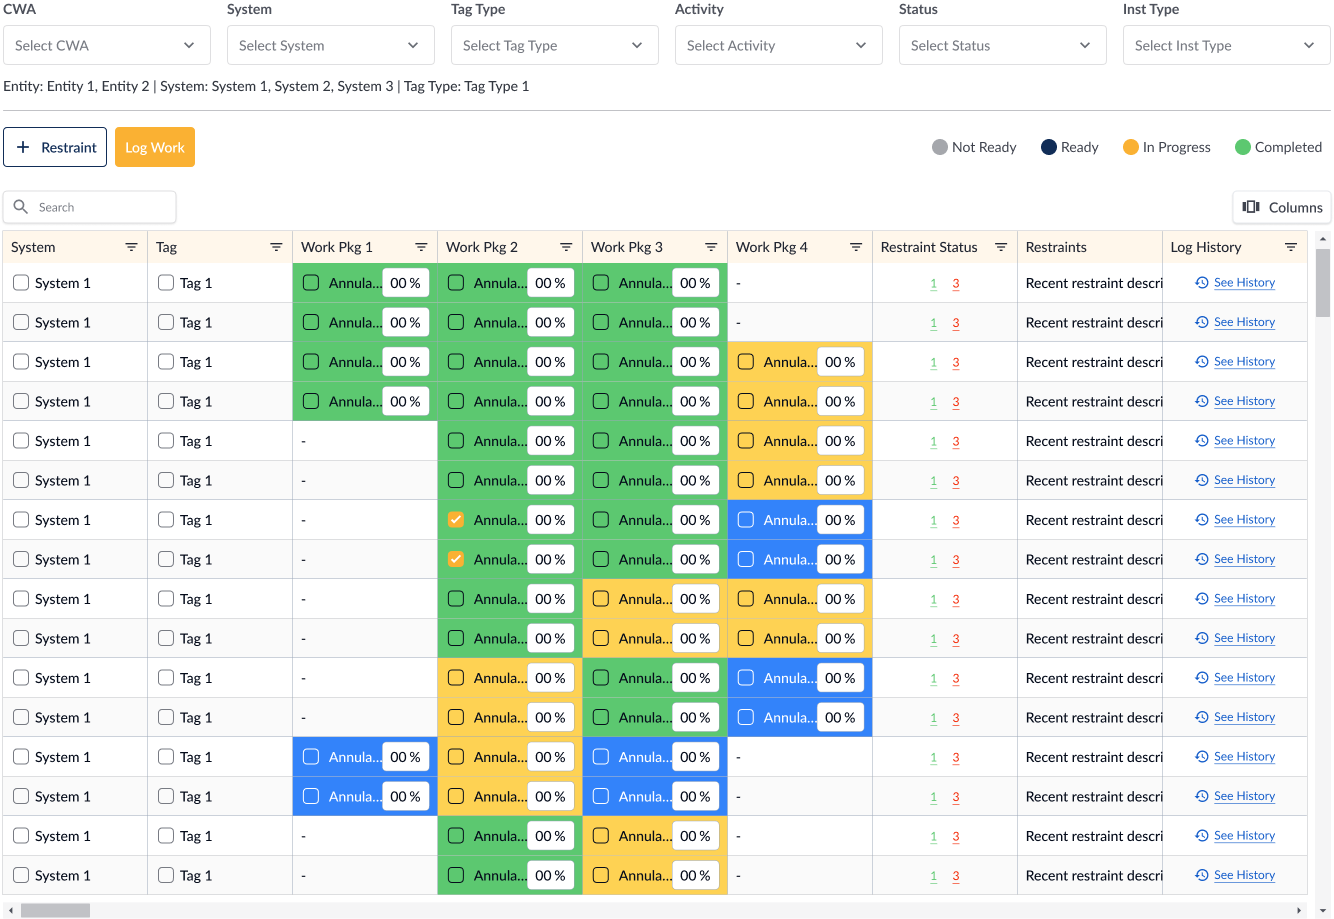 CWA System Tag Type Activity Status Inst Type
Select CWA Select System Select Tag Type Select Activity Select Status Select Inst Type
Entity: Entity 1, Entity 2 | System: System 1, System 2, System 3 | Tag Type: Tag Type 1
+ Restraint Log Work Not Ready Ready In Progress Completed
Search Columns
System Tag Work Pkg 1 Work Pkg 2 Work Pkg 3 Work Pkg 4 Restraint Status Restraints Log History
System 1 Tag 1 Annula... 00 % Annula... 00 % Annula... 00 % - 1 3 Recent restraint descri See History
System 1 Tag 1 Annula... 00 % Annula... 00 % Annula... 00 % - 1 3 Recent restraint descri See History
System 1 Tag 1 Annula... 00 % Annula... 00 % Annula... 00 % Annula... 00 % 1 3 Recent restraint descri See History
System 1 Tag 1 Annula... 00 % Annula... 00 % Annula... 00 % Annula... 00 % 1 3 Recent restraint descri See History
System 1 Tag 1 - Annula... 00 % Annula... 00 % Annula... 00 % 1 3 Recent restraint descri See History
System 1 Tag 1 - Annula... 00 % Annula... 00 % Annula... 00 % 1 3 Recent restraint descri See History
System 1 Tag 1 - Annula... 00 % Annula... 00 % Annula... 00 % 1 3 Recent restraint descri See History
System 1 Tag 1 - Annula... 00 % Annula... 00 % Annula... 00 % 1 3 Recent restraint descri See History
System 1 Tag 1 - Annula... 00 % Annula... 00 % Annula... 00 % 1 3 Recent restraint descri See History
System 1 Tag 1 - Annula... 00 % Annula... 00 % Annula... 00 % 1 3 Recent restraint descri See History
System 1 Tag 1 - Annula... 00 % Annula... 00 % Annula... 00 % 1 3 Recent restraint descri See History
System 1 Tag 1 - Annula... 00 % Annula... 00 % Annula... 00 % 1 3 Recent restraint descri See History
System 1 Tag 1 Annula... 00 % Annula... 00 % Annula... 00 % - 1 3 Recent restraint descri See History
System 1 Tag 1 Annula... 00 % Annula... 00 % Annula... 00 % - 1 3 Recent restraint descri See History
System 1 Tag 1 - Annula... 00 % Annula... 00 % - 1 3 Recent restraint descri See History
System 1 Tag 1 - Annula... 00 % Annula... 00 % - 1 3 Recent restraint descri See History